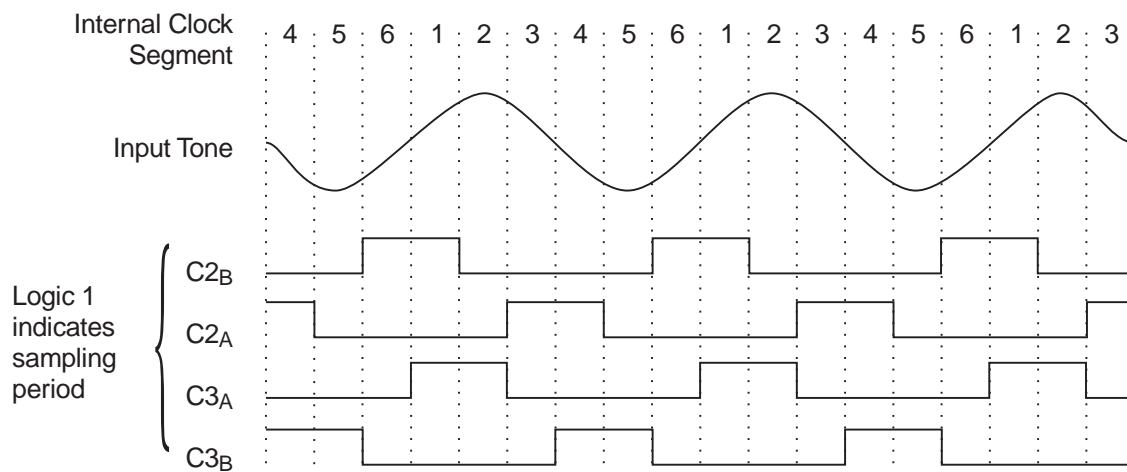 Internal Clock
Segment
4 5 6 1 2 3 4 5 6 1 2 3 4 5 6 1 2 3
Input Tone
Logic 1
indicates
sampling
period
C2B
C2A
C3A
C3B